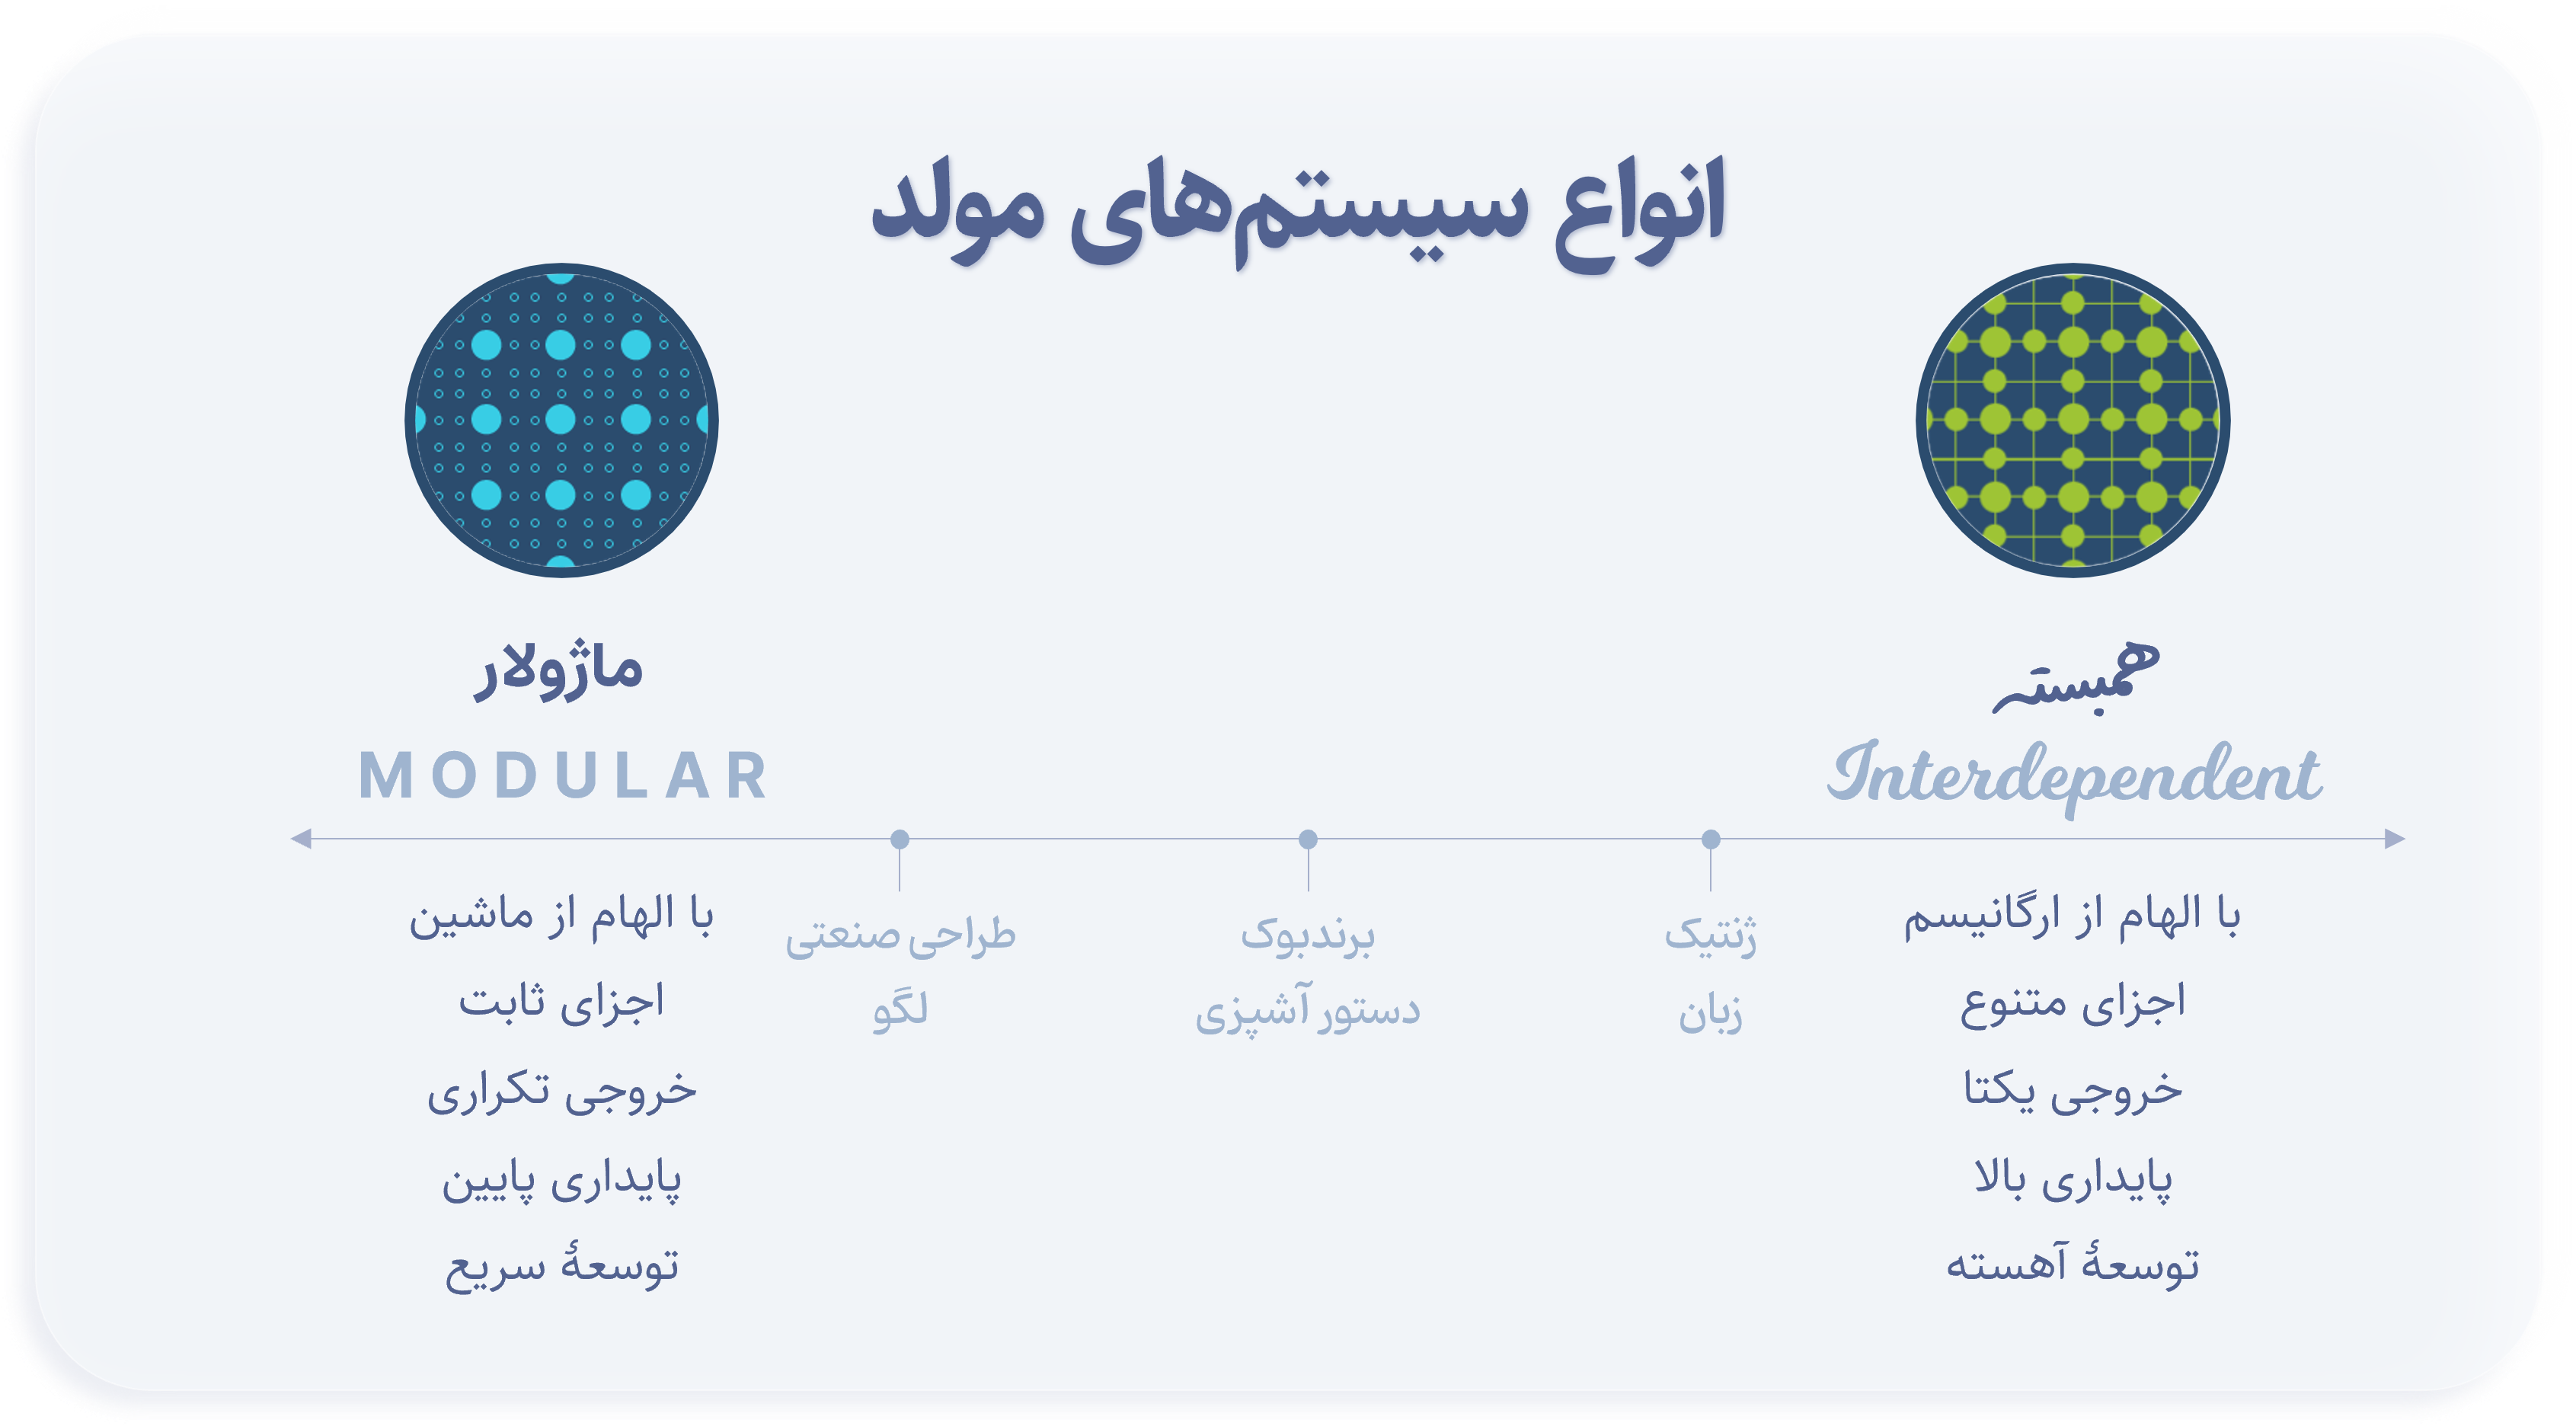 انواع سیستم‌های مولد
همبسته
Interdependent
با الهام از ارگانیسم
اجزای متنوع
خروجی یکتا
پایداری بالا
توسعهٔ آهسته
ژنتیک
زبان
برندبوک
دستور آشپزی
طراحی صنعتی
لگو
ماژولار
MODULAR
با الهام از ماشین
اجزای ثابت
خروجی تکراری
پایداری پایین
توسعهٔ سریع